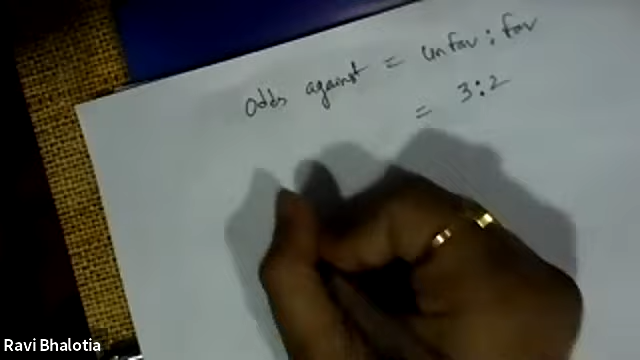 Odds against = unfav : fav
= 3:2
Ravi Bhalotia